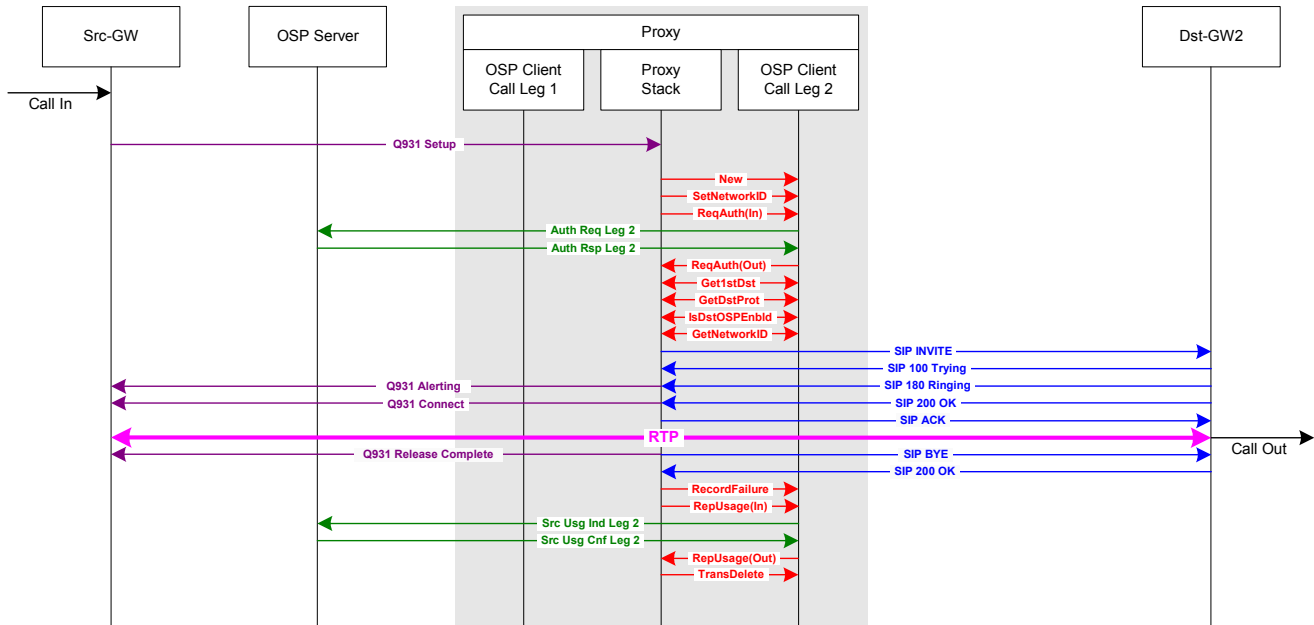 Src-GW
OSP Server
Proxy
Dst-GW2
OSP Client
Call Leg 1
Proxy
Stack
OSP Client
Call Leg 2
Call In
Q931 Setup
New
SetNetworkID
ReqAuth(In)
Auth Req Leg 2
Auth Rsp Leg 2
ReqAuth(Out)
Get1stDst
GetDstProt
IsDstOSPEnbld
GetNetworkID
SIP INVITE
SIP 100 Trying
Q931 Alerting
SIP 180 Ringing
Q931 Connect
SIP 200 OK
SIP ACK
RTP
Call Out
Q931 Release Complete
SIP BYE
SIP 200 OK
RecordFailure
RepUsage(In)
Src Usg Ind Leg 2
Src Usg Cnf Leg 2
RepUsage(Out)
TransDelete